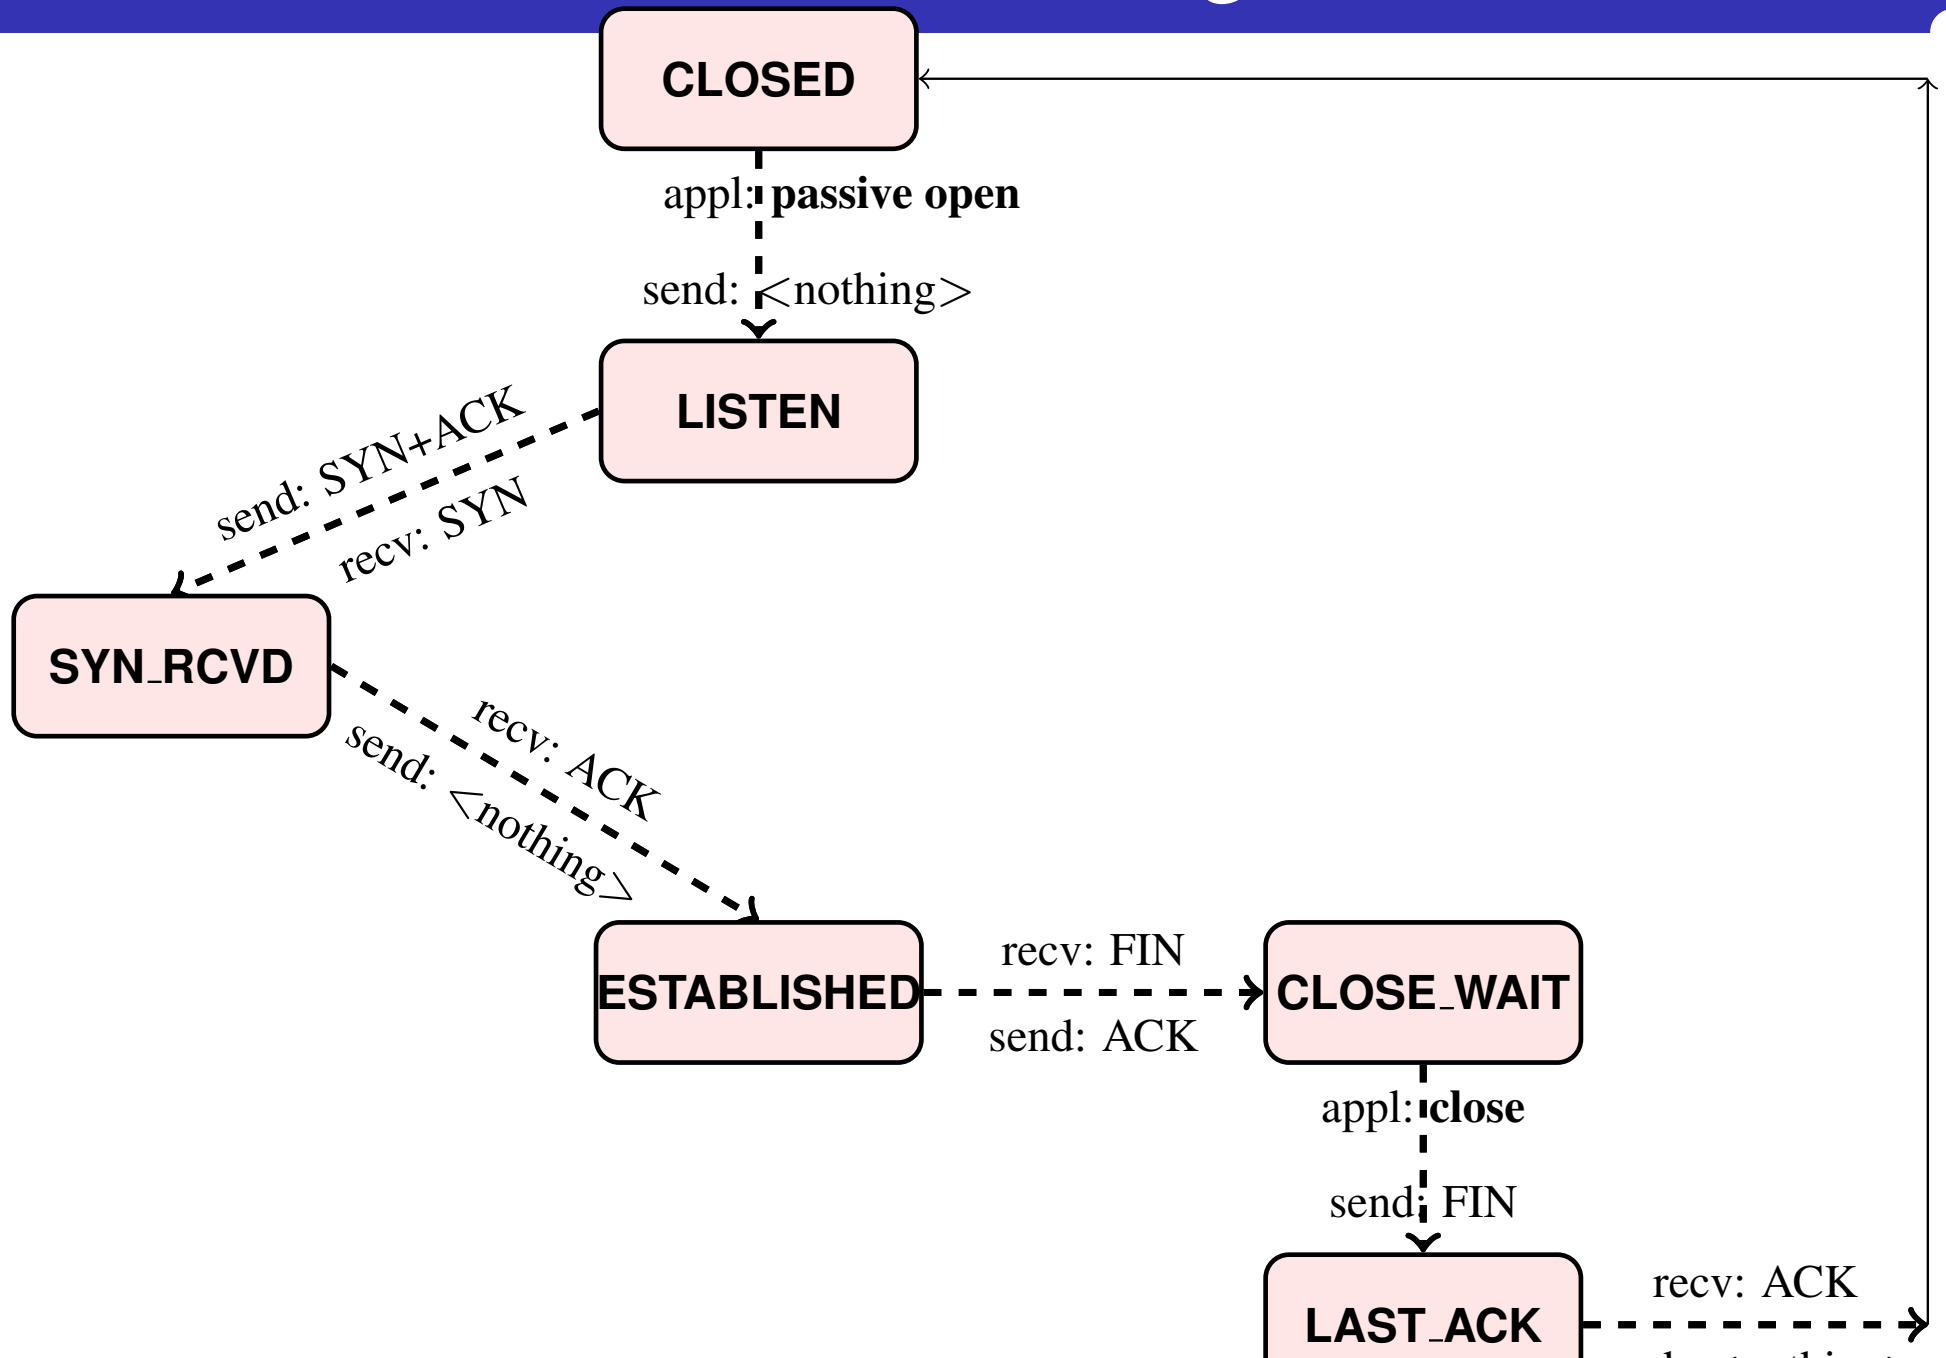 CLOSED
appl: passive open
send: <nothing>
LISTEN
send: SYN+ACK
recv: SYN
SYN_RCVD
recv: ACK
send: <nothing>
ESTABLISHED
recv: FIN
send: ACK
CLOSE_WAIT
appl: close
send: FIN
LAST_ACK
recv: ACK